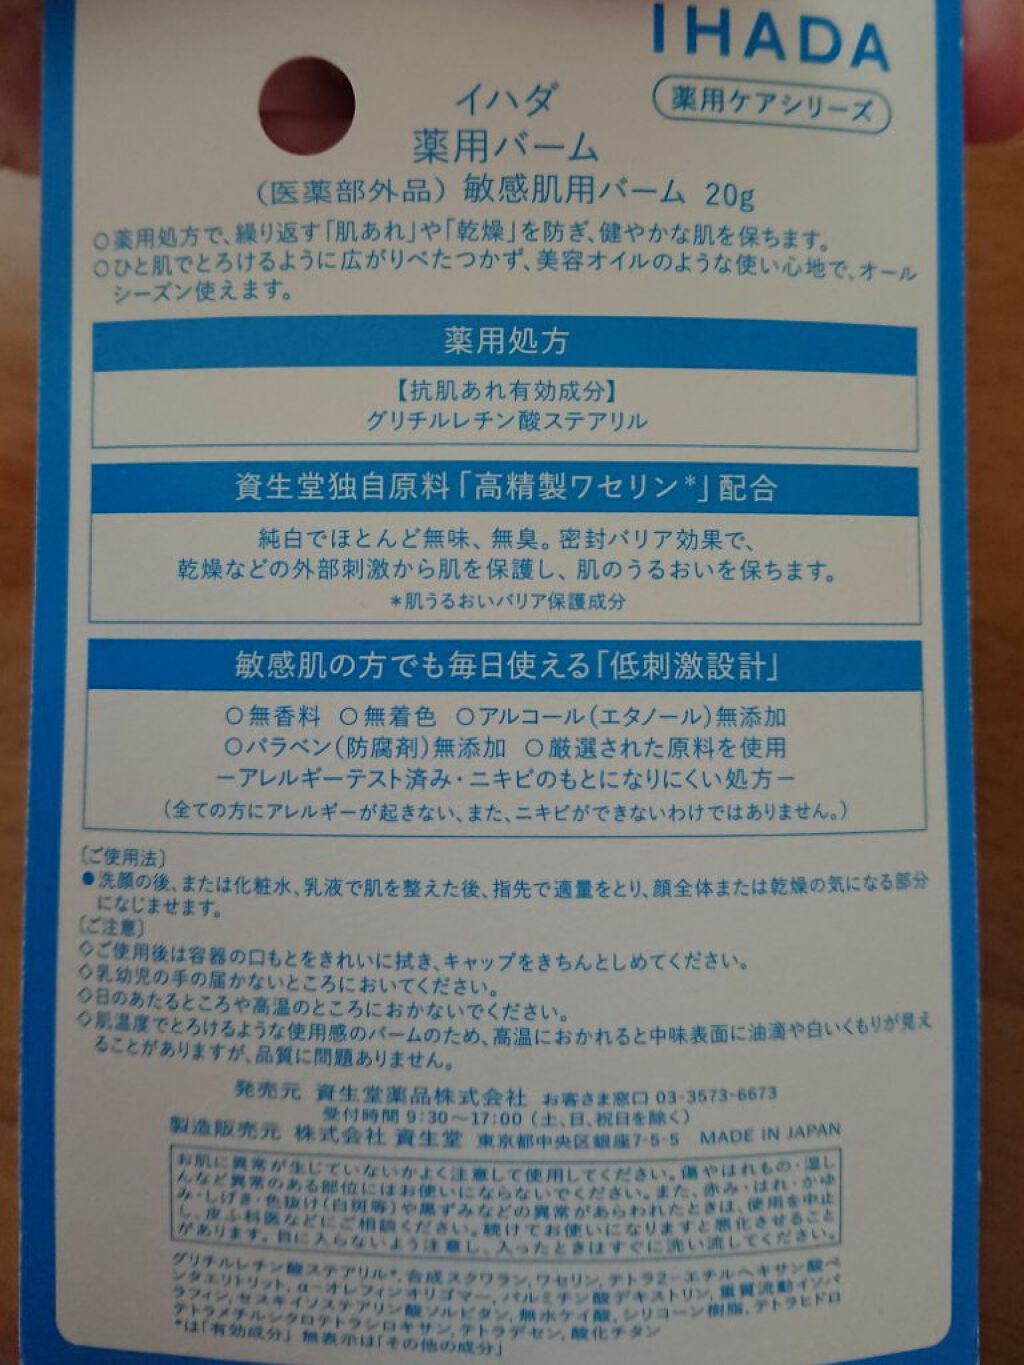 IHADA
薬用ケアシリーズ
イハダ
薬用バーム
（医薬部外品）敏感肌用バーム 20g
○薬用処方で、繰り返す「肌あれ」や「乾燥」を防ぎ、健やかな肌を保ちます。
○ひと肌でとろけるように広がりべたつかず、美容オイルのような使い心地で、オール
シーズン使えます。
薬用処方
【抗肌あれ有効成分】
グリチルレチン酸ステアリル
資生堂独自原料「高精製ワセリン*」配合
純白でほとんど無味、無臭。密封バリア効果で、
乾燥などの外部刺激から肌を保護し、肌のうるおいを保ちます。
*肌うるおいバリア保護成分
敏感肌の方でも毎日使える「低刺激設計」
○無香料 ○無着色 ○アルコール（エタノール）無添加
○パラベン（防腐剤）無添加 ○厳選された原料を使用
－アレルギーテスト済み・ニキビのもとになりにくい処方－
（全ての方にアレルギーが起きない、また、ニキビができないわけではありません。）
〔ご使用法〕
●洗顔の後、または化粧水、乳液で肌を整えた後、指先で適量をとり、顔全体または乾燥の気になる部分
になじませます。
〔ご注意〕
◇ご使用後は容器の口もとをきれいに拭き、キャップをきちんとしめてください。
◇乳幼児の手の届かないところにおいてください。
◇日のあたるところや高温のところにおかないでください。
◇肌温度でとろけるような使用感のバームのため、高温におかれると中味表面に油滴や白いくもりが見え
ることがありますが、品質に問題ありません。
発売元 資生堂薬品株式会社 お客さま窓口 03-3573-6673
受付時間 9:30～17:00（土、日、祝日を除く）
製造販売元 株式会社 資生堂 東京都中央区銀座7-5-5 MADE IN JAPAN
お肌に異常が生じていないかよく注意して使用してください。傷やはれもの・湿し
んなど異常のある部位にはお使いにならないでください。また、赤み・はれ・かゆ
み・しげき・色抜け（白斑等）や黒ずみなどの異常があらわれたときは、使用を中止
し、皮ふ科医などにご相談ください。続けてお使いになりますと悪化させること
があります。目に入らないよう注意し、入ったときはすぐに洗い流してください。
グリチルレチン酸ステアリル*, 合成スクワラン, ワセリン, テトラ2－エチルヘキサン酸ペ
ンタエリトリット, α－オレフィンオリゴマー, パルミチン酸デキストリン, 重質流動イソパ
ラフィン, セスキイソステアリン酸ソルビタン, 無水ケイ酸, シリコーン樹脂, テトラヒドロ
テトラメチルシクロテトラシロキサン, テトラデセン, 酸化チタン
*は「有効成分」 無表示は「その他の成分」